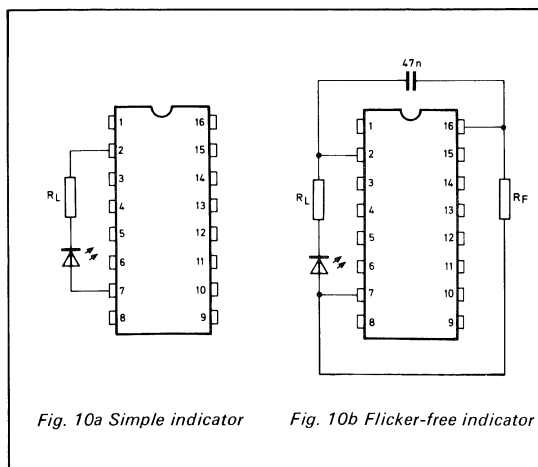 47n
1 16
2 15
3 14
4 13
5 12
6 11
7 10
8 9
RL
1 16
2 15
3 14
4 13
5 12
6 11
7 10
8 9
RL
RF
Fig. 10a Simple indicator
Fig. 10b Flicker-free indicator